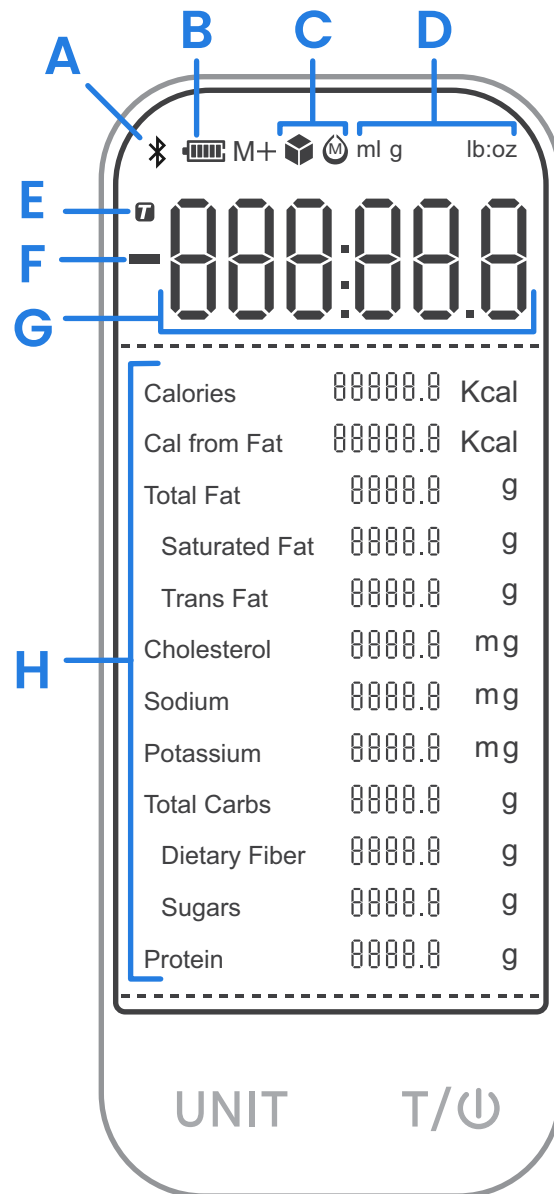 B C D
A
M+ M ml g lb:oz
E T
F 888:88.8
G
Calories 88888.8 Kcal
Cal from Fat 88888.8 Kcal
Total Fat 8888.8 g
Saturated Fat 8888.8 g
Trans Fat 8888.8 g
H
Cholesterol 8888.8 mg
Sodium 8888.8 mg
Potassium 8888.8 mg
Total Carbs 8888.8 g
Dietary Fiber 8888.8 g
Sugars 8888.8 g
Protein 8888.8 g
UNIT T/